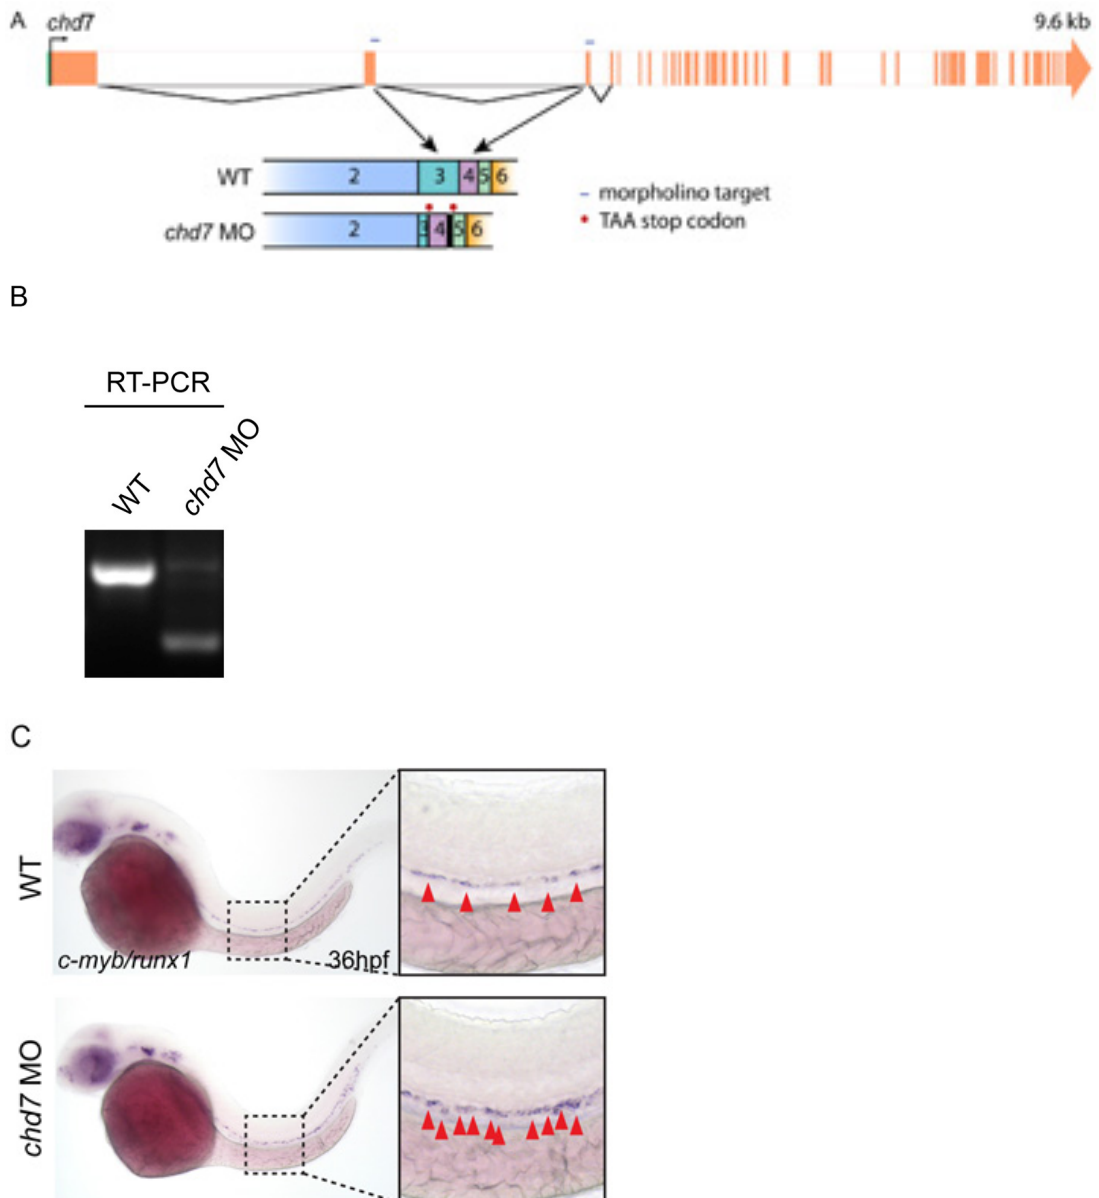 A
chd7
9.6 kb
WT
2
3
4
5
6
chd7 MO
2
3
4
5
6
– morpholino target
* TAA stop codon
B
RT-PCR
WT
chd7 MO
C
WT
c-myb/runx1
36hpf
chd7 MO